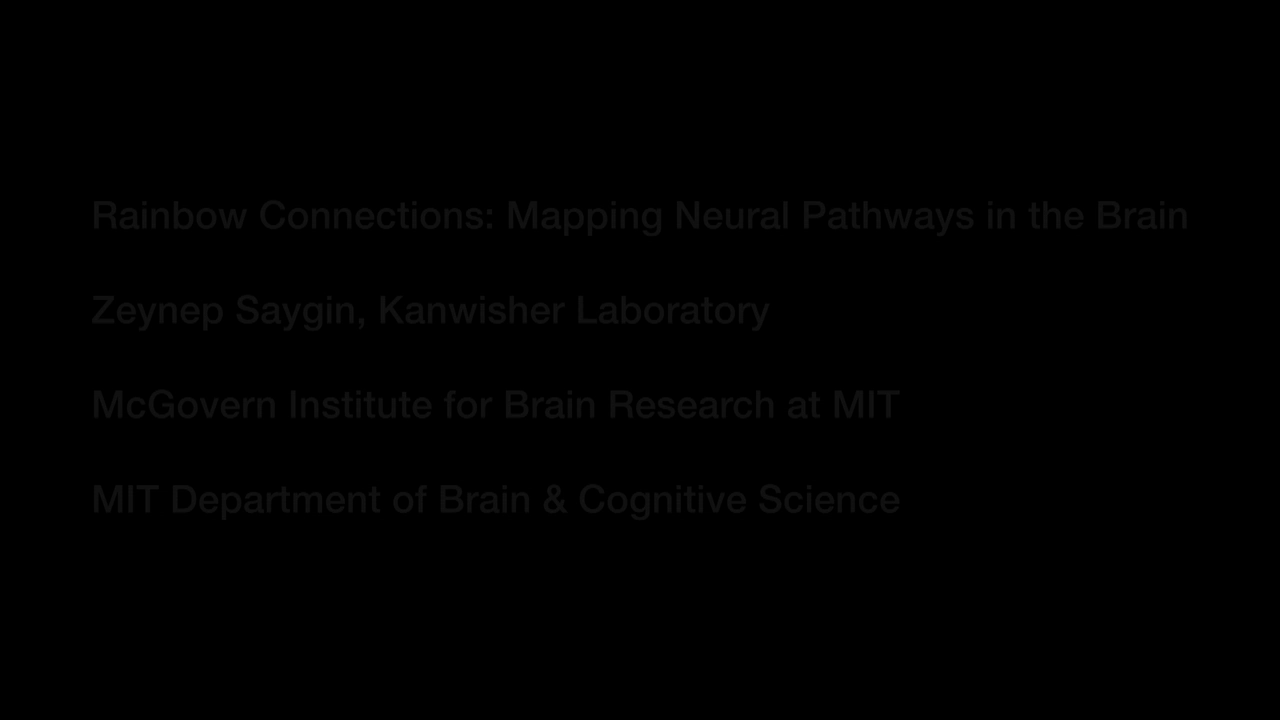 Rainbow Connections: Mapping Neural Pathways in the Brain
Zeynep Saygin, Kanwisher Laboratory
McGovern Institute for Brain Research at MIT
MIT Department of Brain & Cognitive Science